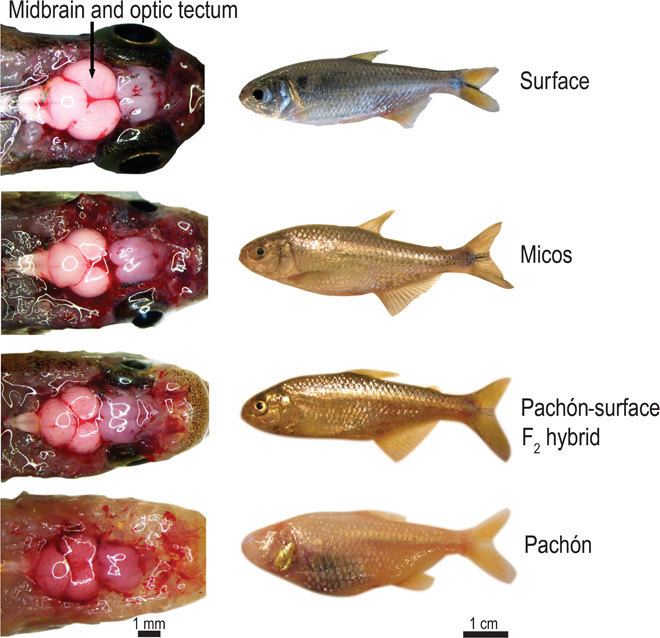 Midbrain and optic tectum
Surface
Micos
Pachón-surface
F2 hybrid
Pachón
1 mm
1 cm